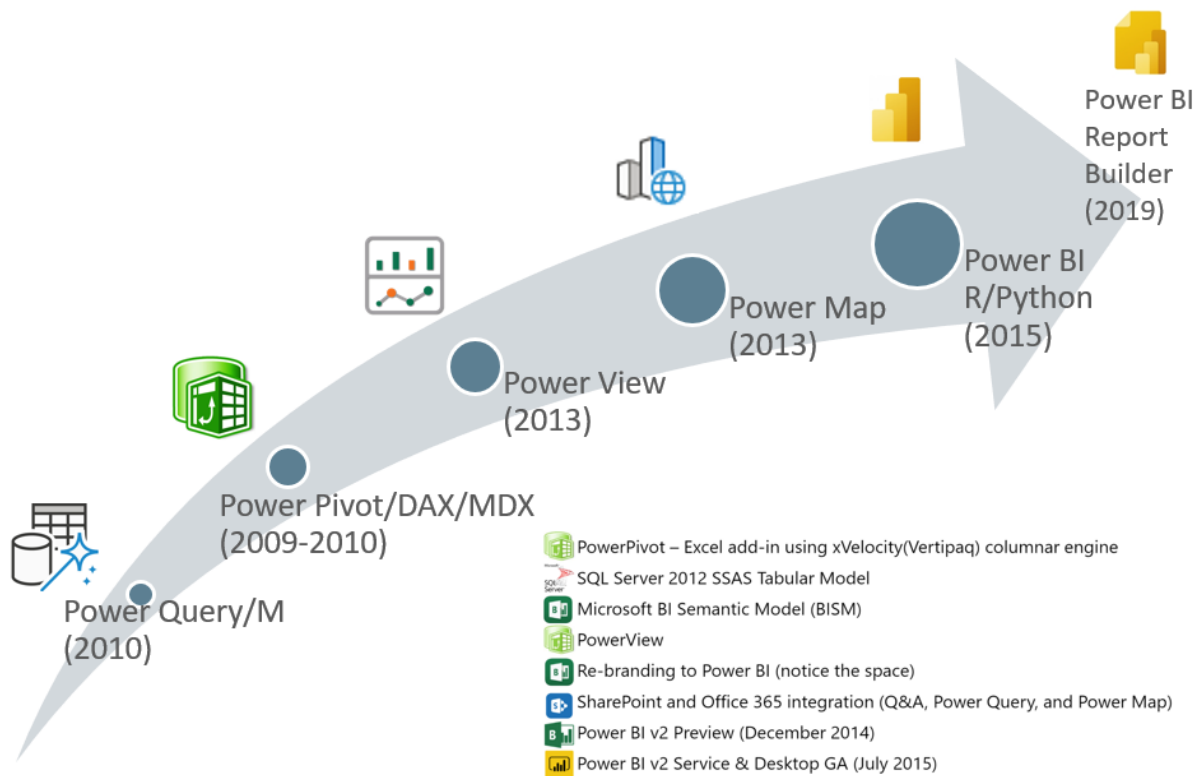 Power BI
Report
Builder
(2019)
Power BI
R/Python
(2015)
Power Map
(2013)
Power View
(2013)
Power Pivot/DAX/MDX
(2009-2010)
Power Query/M
(2010)
PowerPivot – Excel add-in using xVelocity(Vertipaq) columnar engine
SQL Server 2012 SSAS Tabular Model
Microsoft BI Semantic Model (BISM)
PowerView
Re-branding to Power BI (notice the space)
SharePoint and Office 365 integration (Q&A, Power Query, and Power Map)
Power BI v2 Preview (December 2014)
Power BI v2 Service & Desktop GA (July 2015)